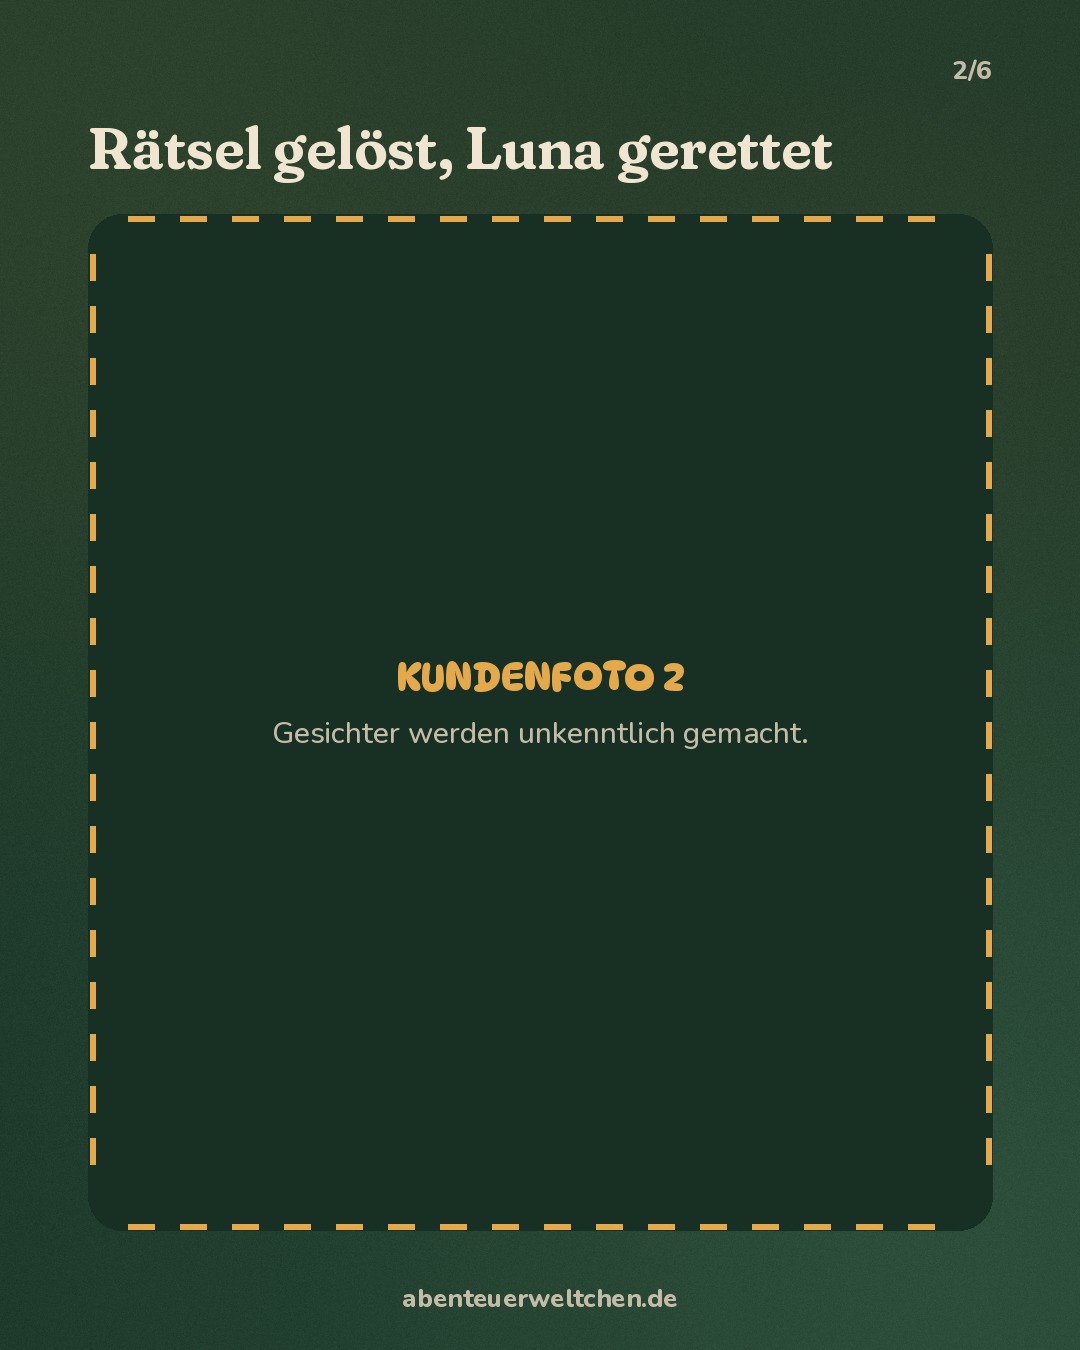 2/6
Rätsel gelöst, Luna gerettet
KUNDENFOTO 2
Gesichter werden unkenntlich gemacht.
abenteuerweltchen.de